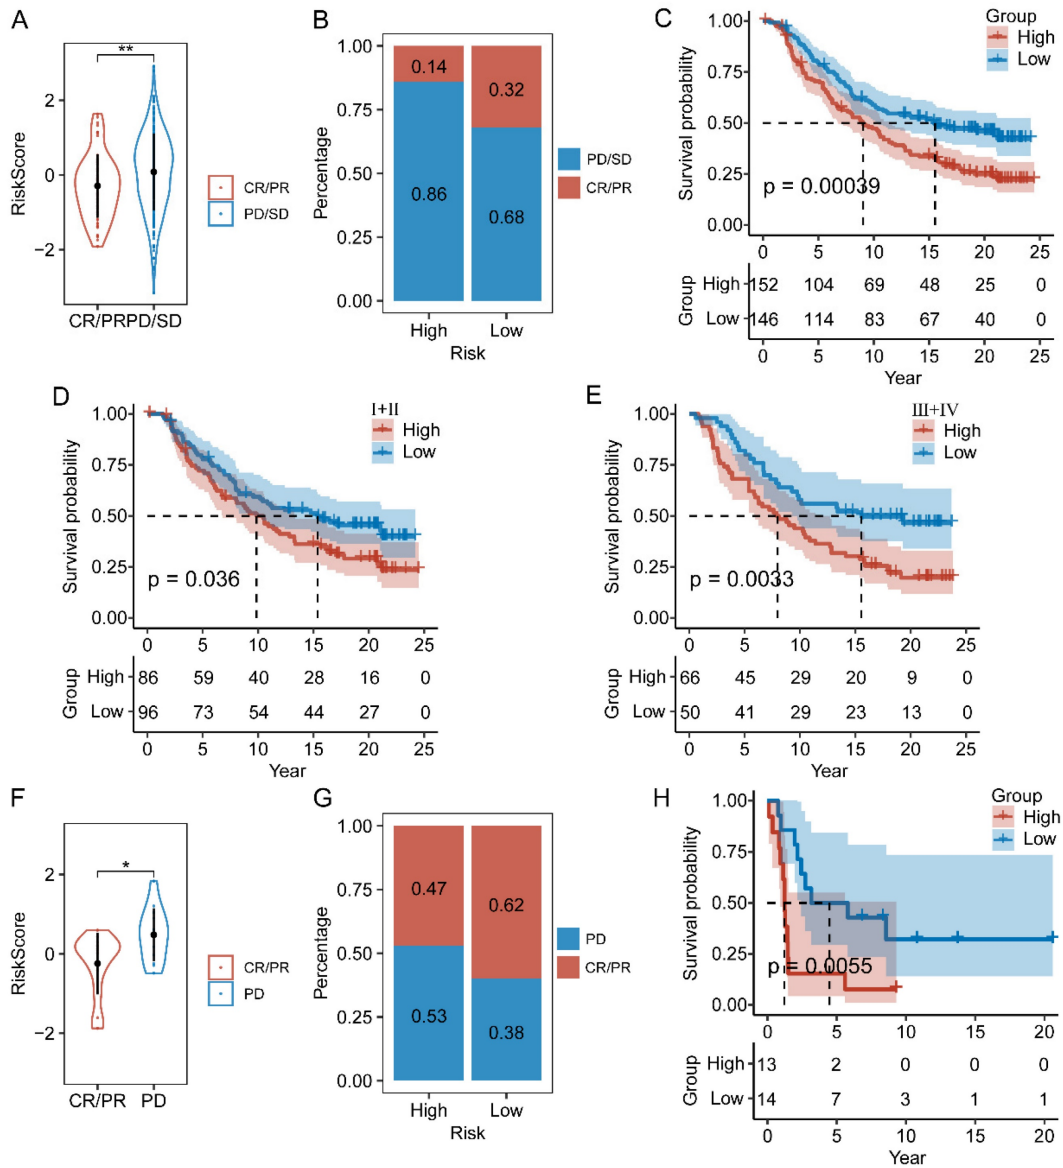 A
**
RiskScore
2
0
−2
CR/PR
PD/SD
CR/PRPD/SD
B
Percentage
1.00
0.75
0.50
0.25
0.00
0.14
0.32
0.86
0.68
PD/SD
CR/PR
High Low
Risk
C
Group
High
Low
Survival probability
1.00
0.75
0.50
0.25
0.00
p = 0.00039
0 5 10 15 20 25
Group
High 152 104 69 48 25 0
Low 146 114 83 67 40 0
0 5 10 15 20 25
Year
D
I+II
High
Low
Survival probability
1.00
0.75
0.50
0.25
0.00
p = 0.036
0 5 10 15 20 25
Group
High 86 59 40 28 16 0
Low 96 73 54 44 27 0
0 5 10 15 20 25
Year
E
III+IV
High
Low
Survival probability
1.00
0.75
0.50
0.25
0.00
p = 0.0033
0 5 10 15 20 25
Group
High 66 45 29 20 9 0
Low 50 41 29 23 13 0
0 5 10 15 20 25
Year
F
*
RiskScore
2
0
−2
CR/PR
PD
CR/PR PD
G
Percentage
1.00
0.75
0.50
0.25
0.00
0.47
0.62
0.53
0.38
PD
CR/PR
High Low
Risk
H
Group
High
Low
Survival probability
1.00
0.75
0.50
0.25
0.00
p = 0.0055
0 5 10 15 20
Group
High 13 2 0 0 0
Low 14 7 3 1 1
0 5 10 15 20
Year